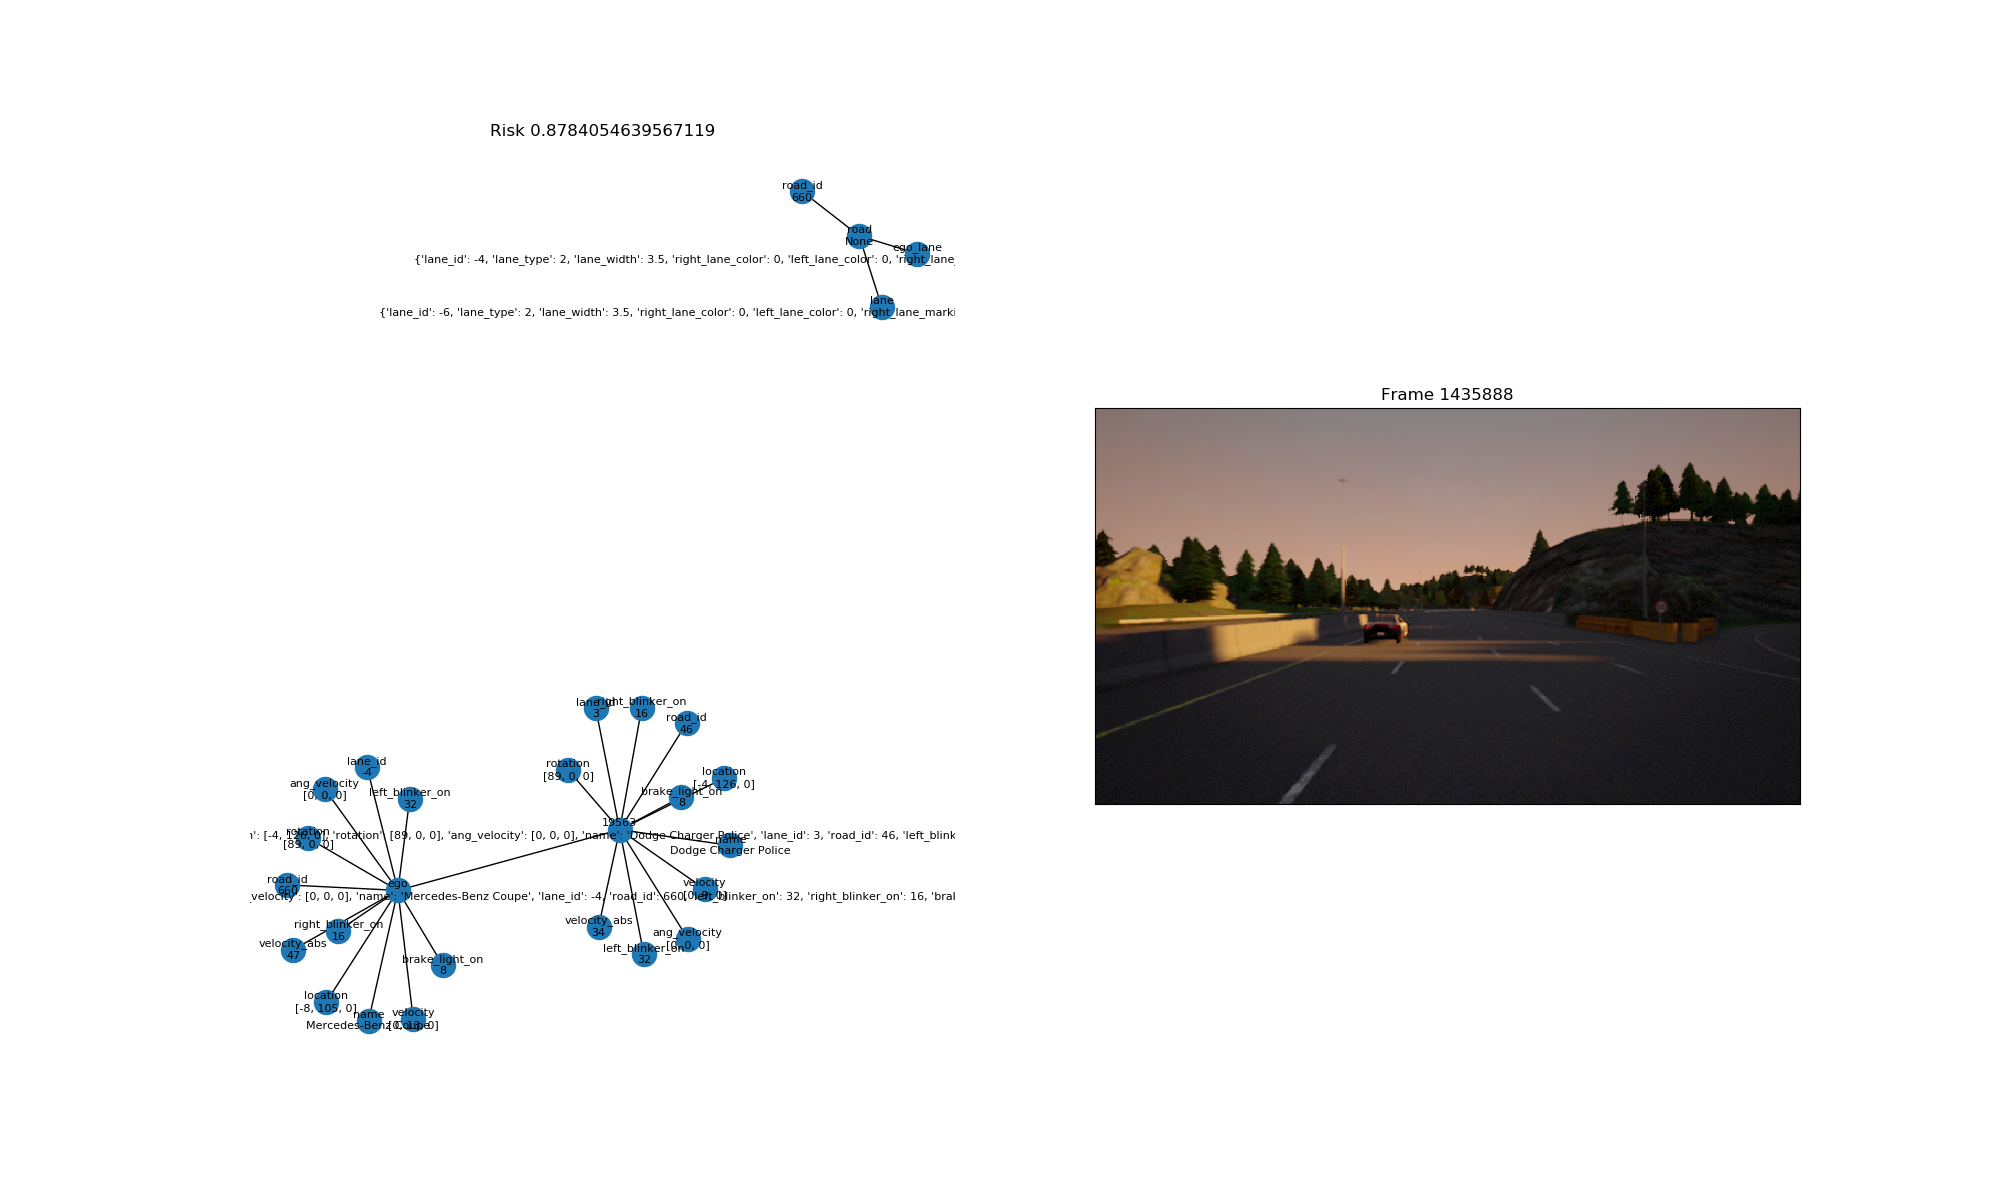 Risk 0.8784054639567119
road_id
660
road
None
ego_lane
{'lane_id': -4, 'lane_type': 2, 'lane_width': 3.5, 'right_lane_color': 0, 'left_lane_color': 0, 'right_lane_
lane
{'lane_id': -6, 'lane_type': 2, 'lane_width': 3.5, 'right_lane_color': 0, 'left_lane_color': 0, 'right_lane_marki
Frame 1435888
lane_id
3
right_blinker_on
16
road_id
46
rotation
[89, 0, 0]
location
[-4, 126, 0]
brake_light_on
8
lane_id
-4
ang_velocity
[0, 0, 0]
left_blinker_on
32
19563
': [-4, 126, 0], 'rotation': [89, 0, 0], 'ang_velocity': [0, 0, 0], 'name': 'Dodge Charger Police', 'lane_id': 3, 'road_id': 46, 'left_blink
rotation
[89, 0, 0]
name
Dodge Charger Police
road_id
660
ego
_velocity': [0, 0, 0], 'name': 'Mercedes-Benz Coupe', 'lane_id': -4, 'road_id': 660, 'left_blinker_on': 32, 'right_blinker_on': 16, 'bral
velocity
[0, 9, 0]
right_blinker_on
16
velocity_abs
34
ang_velocity
[0, 0, 0]
left_blinker_on
32
velocity_abs
47
brake_light_on
8
location
[-8, 105, 0]
name
Mercedes-Benz Coupe
velocity
[0, 13, 0]